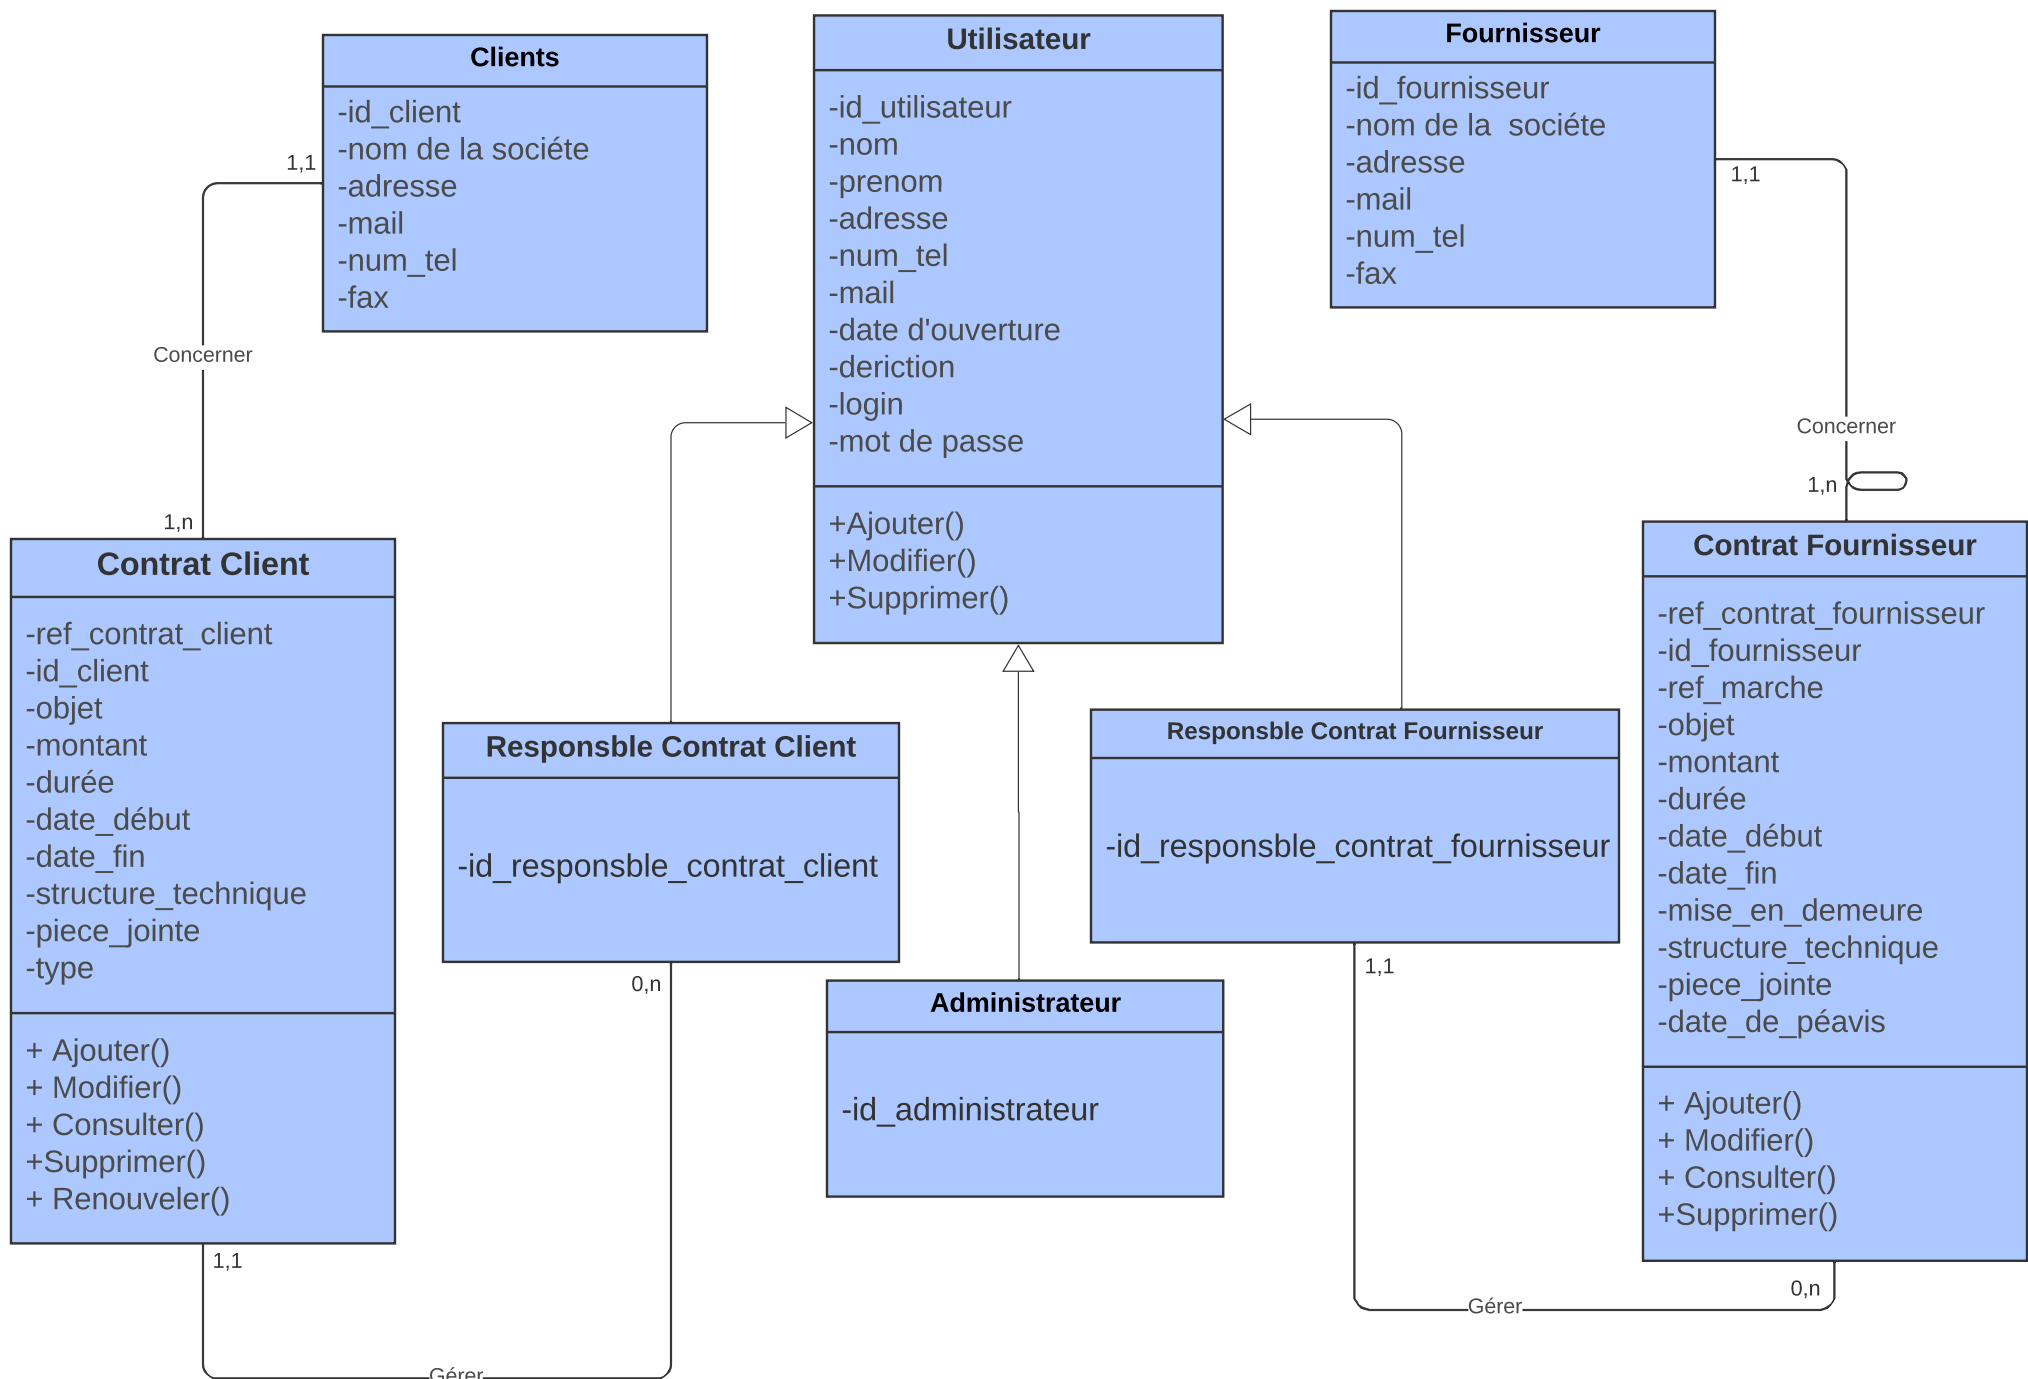 Clients
-id_client
-nom de la sociéte
-adresse
-mail
-num_tel
-fax
Utilisateur
-id_utilisateur
-nom
-prenom
-adresse
-num_tel
-mail
-date d'ouverture
-deriction
-login
-mot de passe
+Ajouter()
+Modifier()
+Supprimer()
Fournisseur
-id_fournisseur
-nom de la  sociéte
-adresse
-mail
-num_tel
-fax
1,1
Concerner
1,n
1,1
Concerner
1,n
Contrat Client
-ref_contrat_client
-id_client
-objet
-montant
-durée
-date_début
-date_fin
-structure_technique
-piece_jointe
-type
+ Ajouter()
+ Modifier()
+ Consulter()
+Supprimer()
+ Renouveler()
Responsble Contrat Client
-id_responsble_contrat_client
Administrateur
-id_administrateur
Responsble Contrat Fournisseur
-id_responsble_contrat_fournisseur
Contrat Fournisseur
-ref_contrat_fournisseur
-id_fournisseur
-ref_marche
-objet
-montant
-durée
-date_début
-date_fin
-mise_en_demeure
-structure_technique
-piece_jointe
-date_de_péavis
+ Ajouter()
+ Modifier()
+ Consulter()
+Supprimer()
1,1
Gérer
0,n
1,1
Gérer
0,n